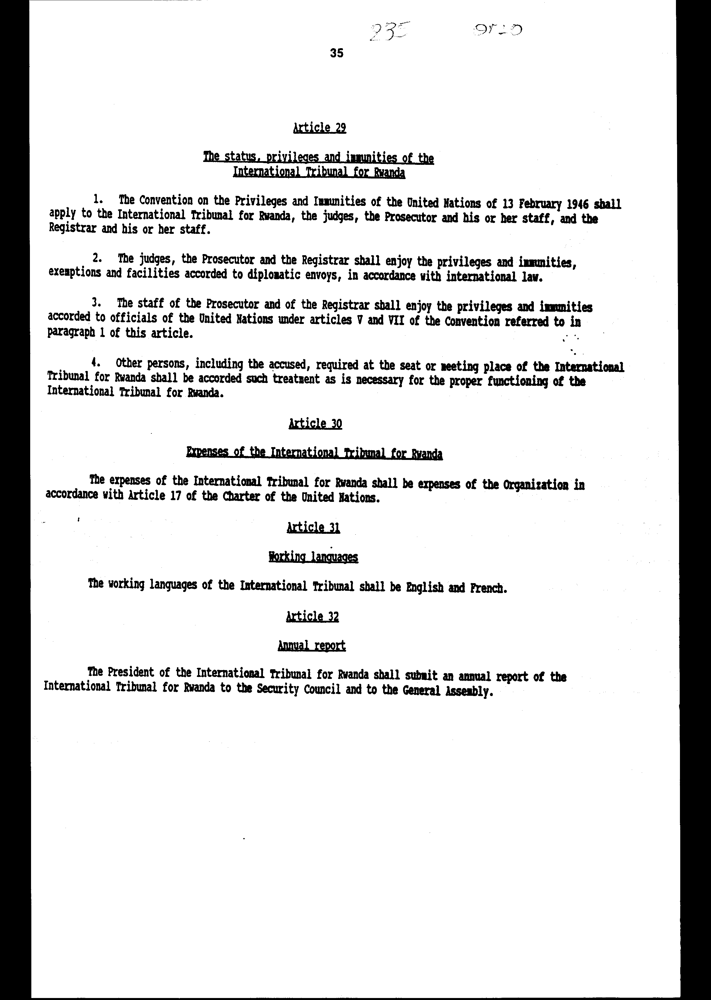 235
35
Article 29
The status, privileges and immunities of the
International Tribunal for Rwanda
1. The Convention on the Privileges and Immunities of the United Nations of 13 February 1946 shall
apply to the International Tribunal for Rwanda, the judges, the Prosecutor and his or her staff, and the
Registrar and his or her staff.
2. The judges, the Prosecutor and the Registrar shall enjoy the privileges and immunities,
exemptions and facilities accorded to diplomatic envoys, in accordance with international law.
3. The staff of the Prosecutor and of the Registrar shall enjoy the privileges and immunities
accorded to officials of the United Nations under articles V and VII of the Convention referred to in
paragraph 1 of this article.
4. Other persons, including the accused, required at the seat or meeting place of the International
Tribunal for Rwanda shall be accorded such treatment as is necessary for the proper functioning of the
International Tribunal for Rwanda.
Article 30
Expenses of the International Tribunal for Rwanda
The expenses of the International Tribunal for Rwanda shall be expenses of the Organization in
accordance with Article 17 of the Charter of the United Nations.
Article 31
Working languages
The working languages of the International Tribunal shall be English and French.
Article 32
Annual report
The President of the International Tribunal for Rwanda shall submit an annual report of the
International Tribunal for Rwanda to the Security Council and to the General Assembly.